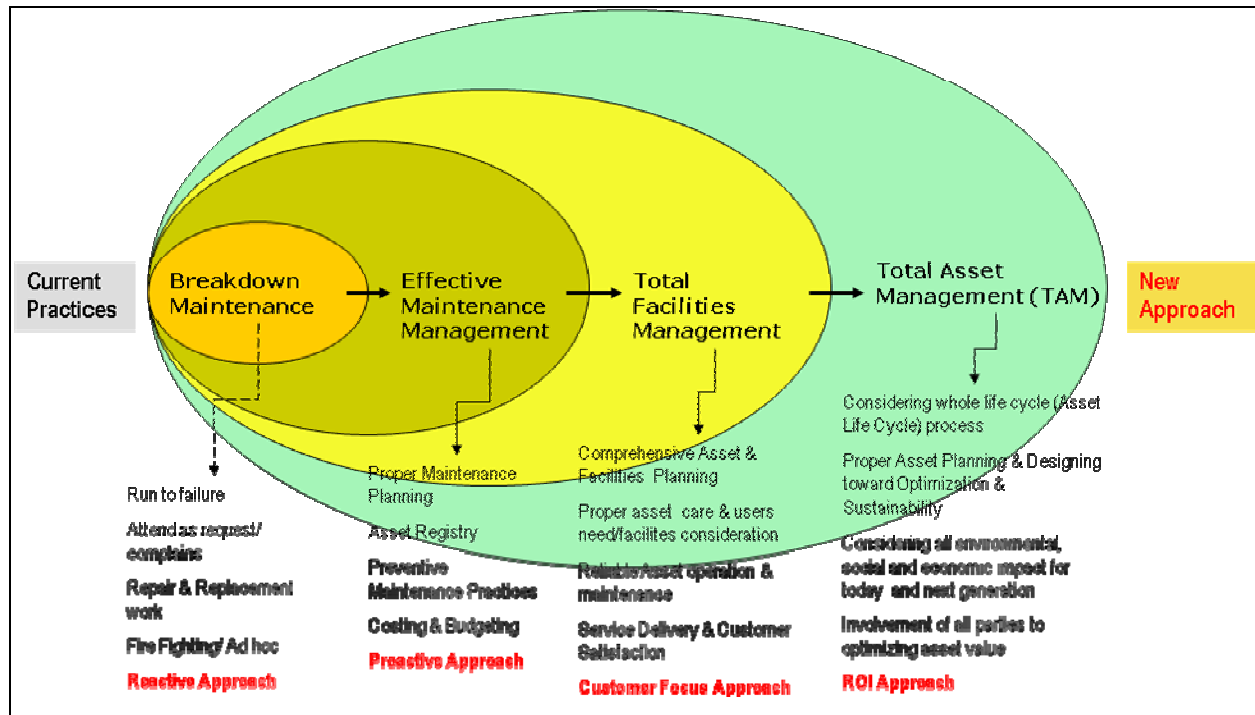 Current
Practices
Breakdown
Maintenance
Effective
Maintenance
Management
Total
Facilities
Management
Total Asset
Management (TAM)
New
Approach
Run to failure
Attend as request/
complains
Repair & Replacement
work
Fire Fighting/ Ad hoc
Reactive Approach
Proper Maintenance
Planning
Asset Registry
Preventive
Maintenance Practices
Costing & Budgeting
Proactive Approach
Comprehensive Asset &
Facilities Planning
Proper asset care & users
need/facilites consideration
Reliable Asset operation &
maintenance
Service Delivery & Customer
Satisfaction
Customer Focus Approach
Considering whole life cycle (Asset
Life Cycle) process
Proper Asset Planning & Designing
toward Optimization &
Sustainability
Considering all environmental,
social and economic impact for
today and next generation
Involvement of all parties to
optimizing asset value
ROI Approach